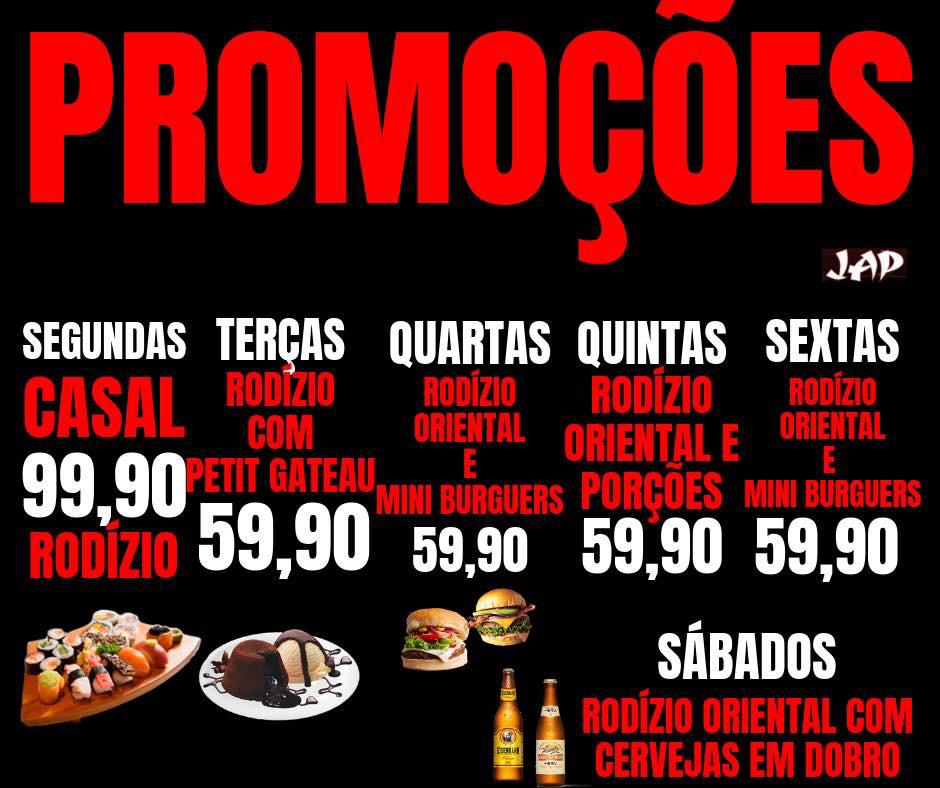 PROMOÇÕES
JAP
SEGUNDAS
CASAL
99,90
RODÍZIO
TERÇAS
RODÍZIO
COM
PETIT GATEAU
59,90
QUARTAS
RODÍZIO
ORIENTAL
E
MINI BURGUERS
59,90
QUINTAS
RODÍZIO
ORIENTAL E
PORÇÕES
59,90
SEXTAS
RODÍZIO
ORIENTAL
E
MINI BURGUERS
59,90
SÁBADOS
RODÍZIO ORIENTAL COM
CERVEJAS EM DOBRO
EISENBAHN